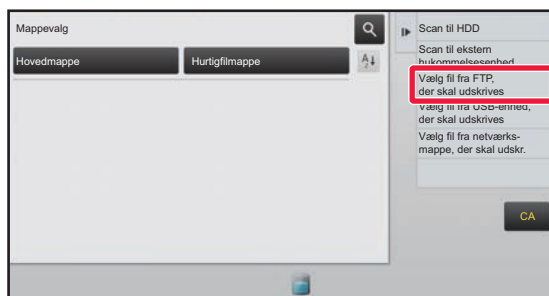 Mappevalg
Hovedmappe
Hurtigfilmappe
Scan til HDD
Scan til ekstern
hukommelsesenhed
Vælg fil fra FTP,
der skal udskrives
Vælg fil fra USB-enhed,
der skal udskrives
Vælg fil fra netværks-
mappe, der skal udskr.
CA